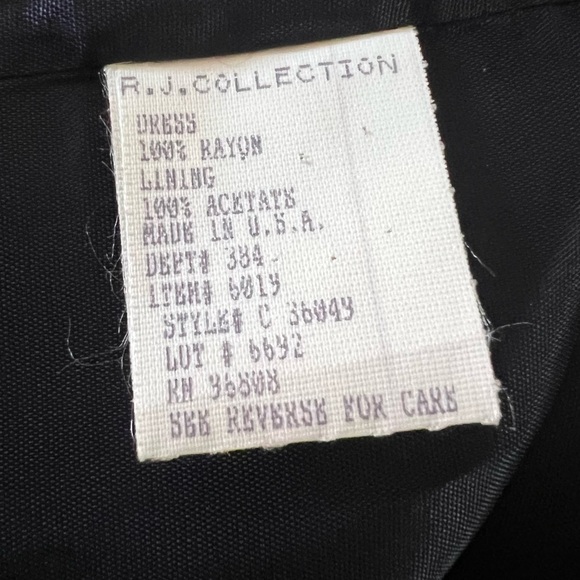 R.J.COLLECTION
DRESS
100% RAYON
LINING
100% ACETATE
MADE IN U.S.A.
DEPT# 384
ITEM# 6019
STYLE# C 36049
LOT # 6692
RN
SEE REVERSE FOR CARE